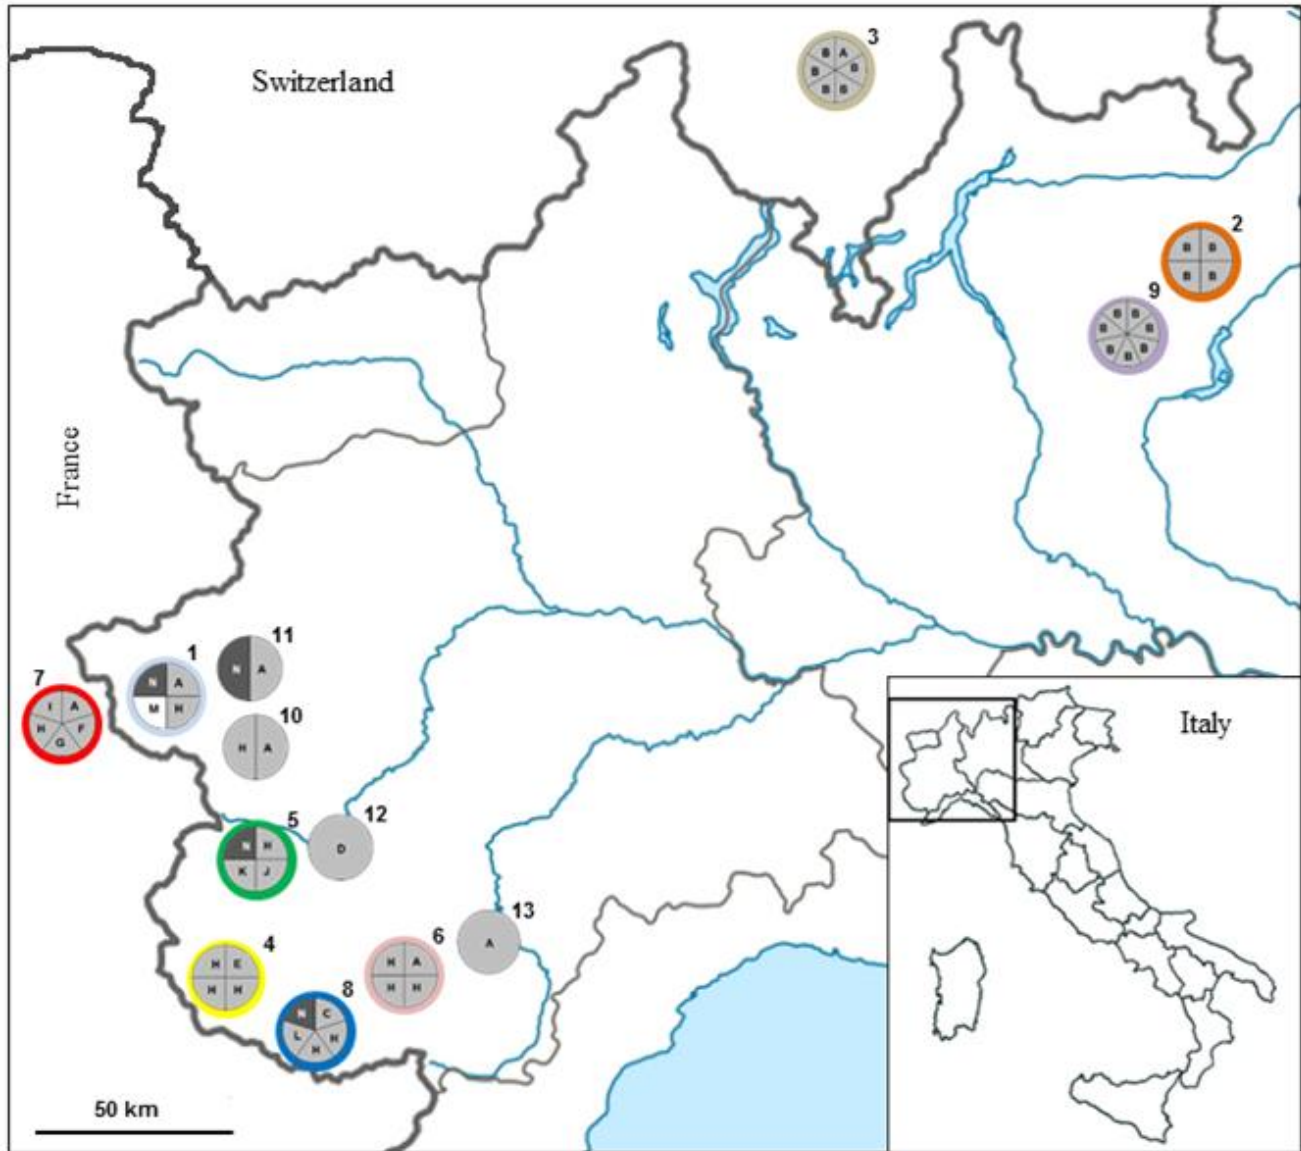 3
Switzerland
B A
B B
B B
2
B B
B B
9
B B
B B
B B
B
France
11
N A
1
N A
M H
7
I A
H F
G
10
H A
Italy
12
D
5
N H
K J
13
A
4
H E
H H
6
H A
H H
8
N C
L H
H
50 km